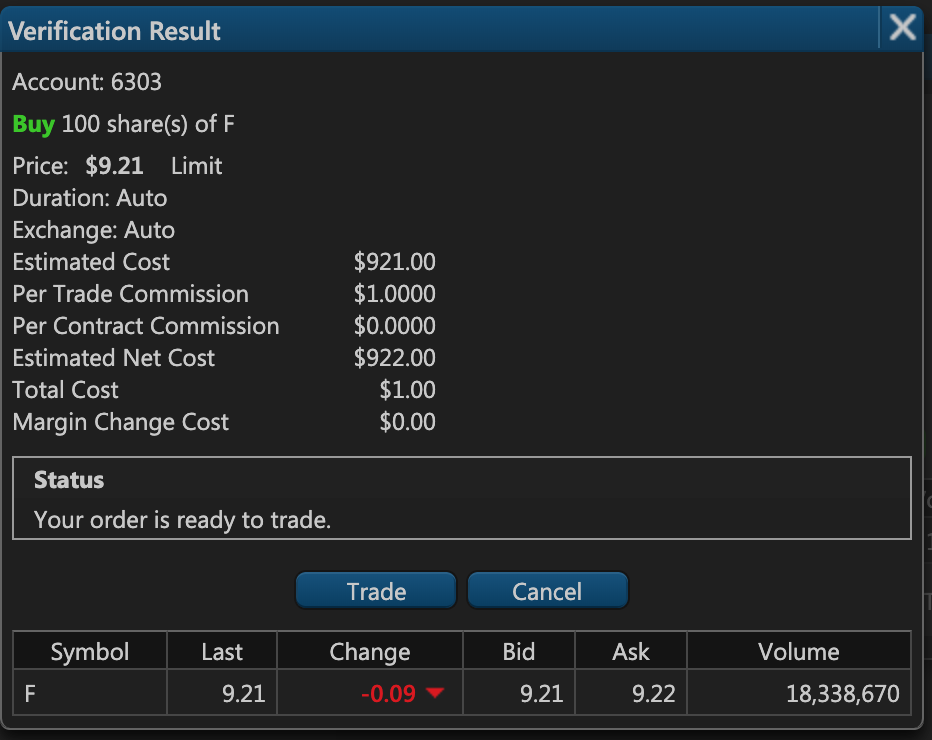 Verification Result
Account: 6303
Buy 100 share(s) of F
Price: $9.21 Limit
Duration: Auto
Exchange: Auto
Estimated Cost $921.00
Per Trade Commission $1.0000
Per Contract Commission $0.0000
Estimated Net Cost $922.00
Total Cost $1.00
Margin Change Cost $0.00
Status
Your order is ready to trade.
Trade Cancel
Symbol Last Change Bid Ask Volume
F 9.21 -0.09 9.21 9.22 18,338,670